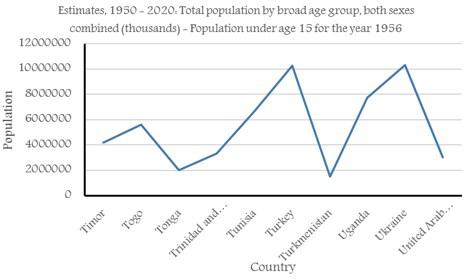 Estimates, 1950 - 2020: Total population by broad age group, both sexes
combined (thousands) - Population under age 15 for the year 1956
12000000
10000000
8000000
6000000
4000000
2000000
0
Population
Timor
Togo
Tonga
Trinidad and...
Tunisia
Turkey
Turkmenistan
Uganda
Ukraine
United Arab...
Country